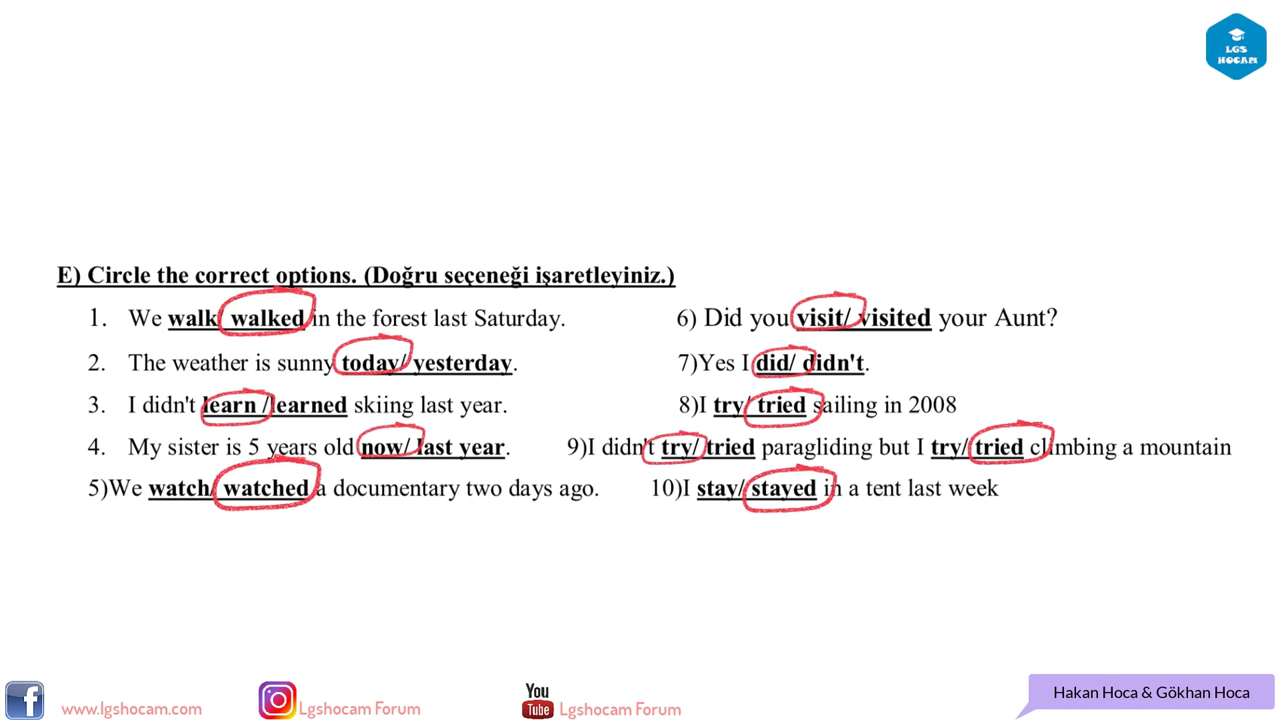 LGS
HOCAM
E) Circle the correct options. (Doğru seçeneği işaretleyiniz.)
1. We walk/ walked in the forest last Saturday.
2. The weather is sunny today/ yesterday.
3. I didn't learn /learned skiing last year.
4. My sister is 5 years old now/ last year.
5)We watch/ watched a documentary two days ago.
6) Did you visit/ visited your Aunt?
7)Yes I did/ didn't.
8)I try/ tried sailing in 2008
9)I didn't try/ tried paragliding but I try/ tried climbing a mountain
10)I stay/ stayed in a tent last week
www.lgshocam.com
Lgshocam Forum
You
Tube
Lgshocam Forum
Hakan Hoca & Gökhan Hoca